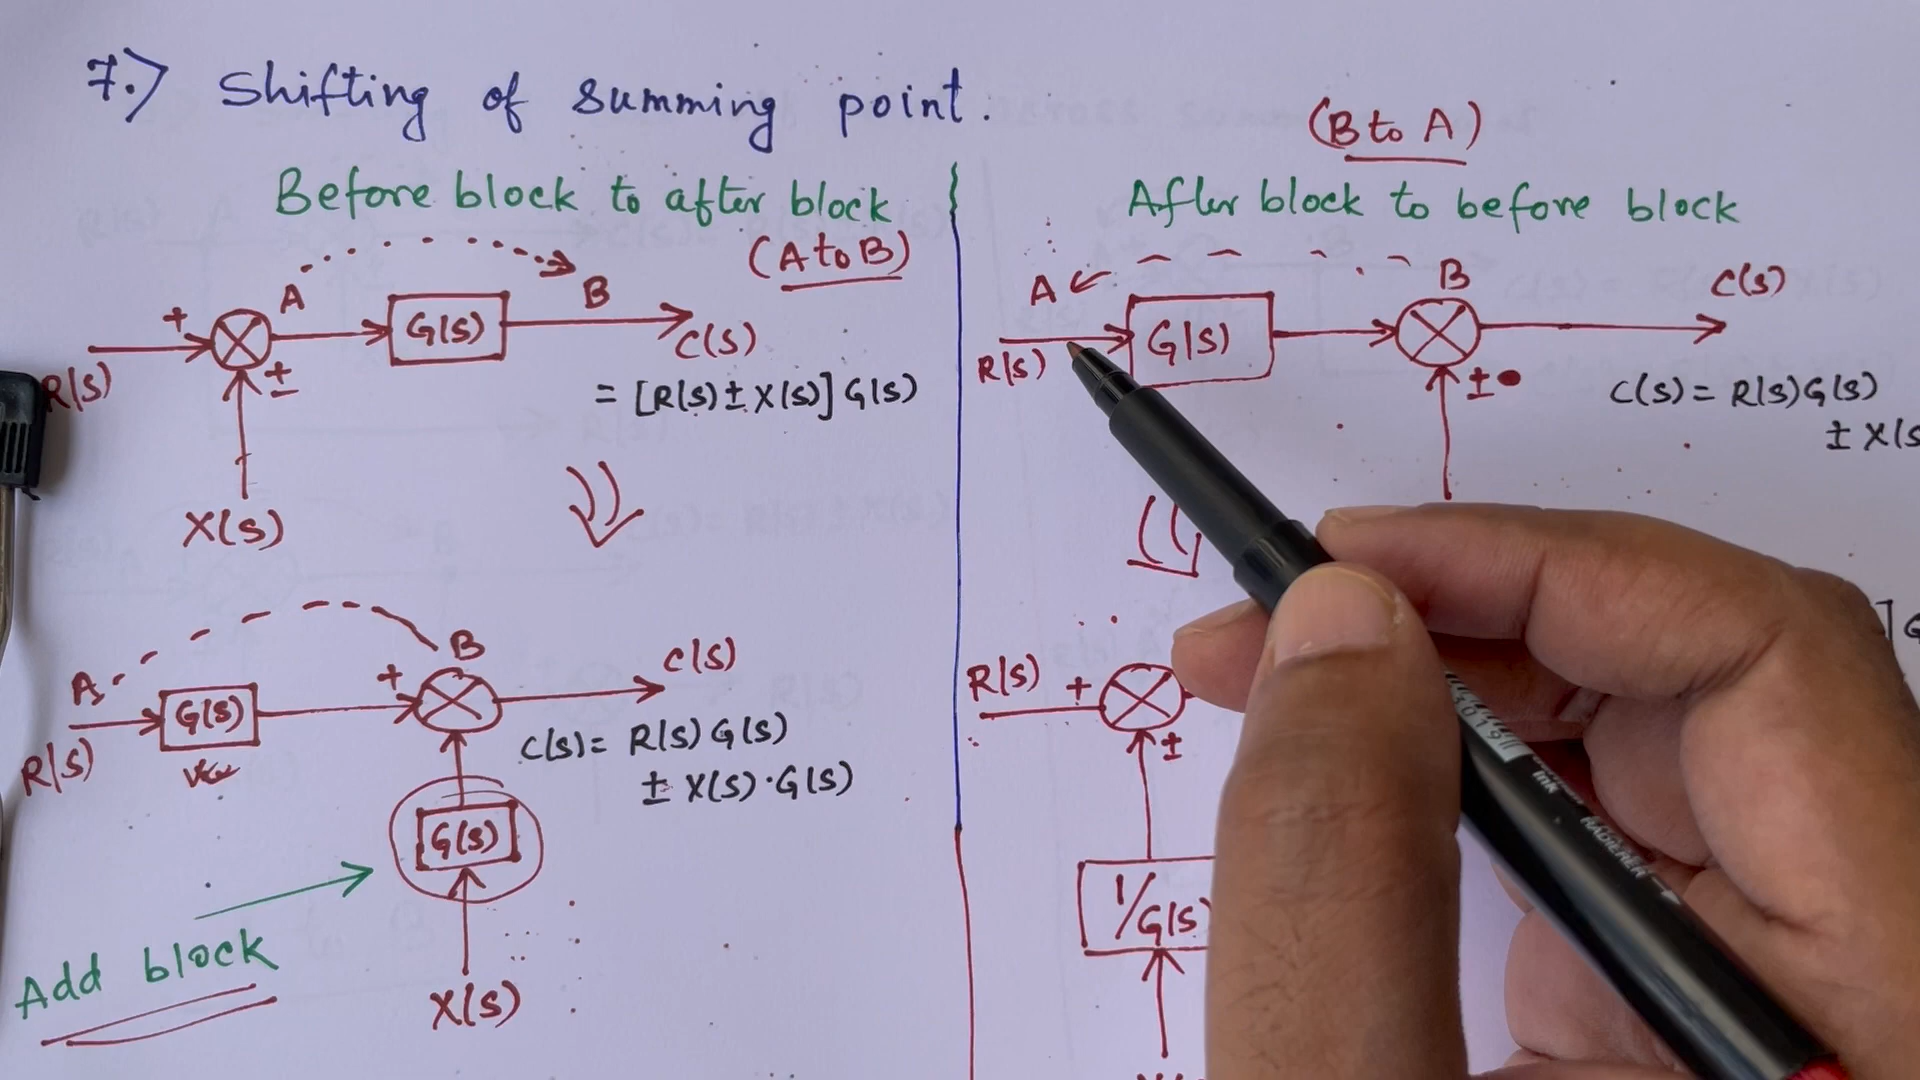 7.) Shifting of summing point.
Before block to after block
(A to B)
A
B
+
G(s)
R(s)
±
C(s)
= [R(s) ± X(s)] G(s)
X(s)
A
B
+
C(s)
G(s)
R(s)
C(s) = R(s) G(s)
± X(s) · G(s)
G(s)
Add block
X(s)
(B to A)
After block to before block
A
B
C(s)
G(s)
R(s)
±
C(s) = R(s) G(s)
± X(s
R(s)
+
±
1/G(s)
] G